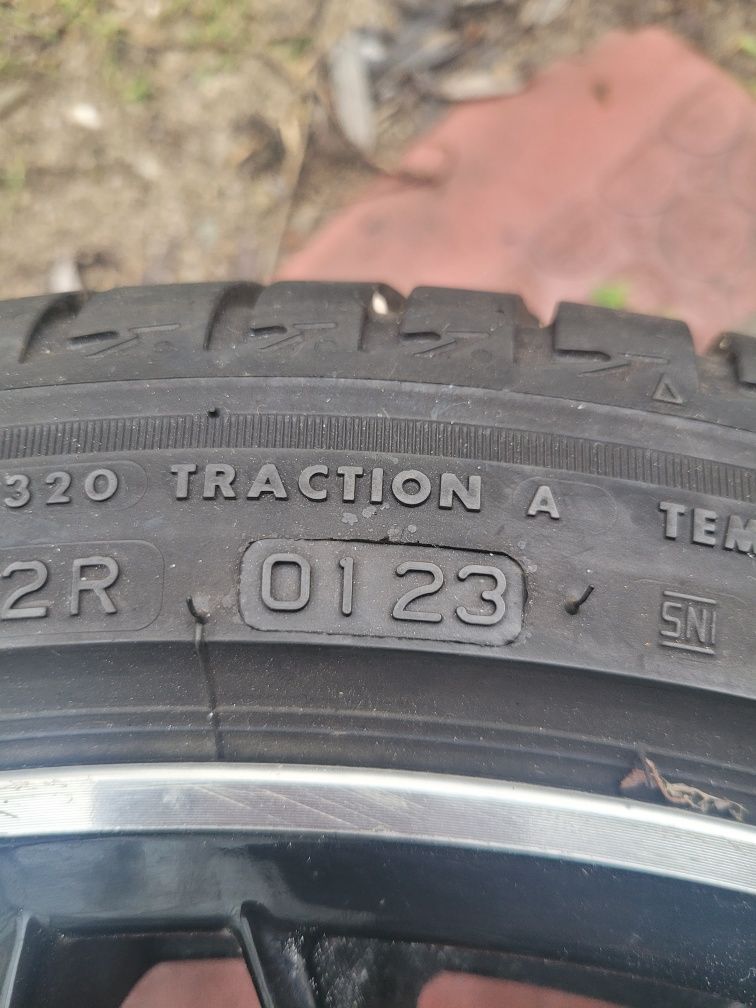 320 TRACTION A TEM
2R 0123 SNI